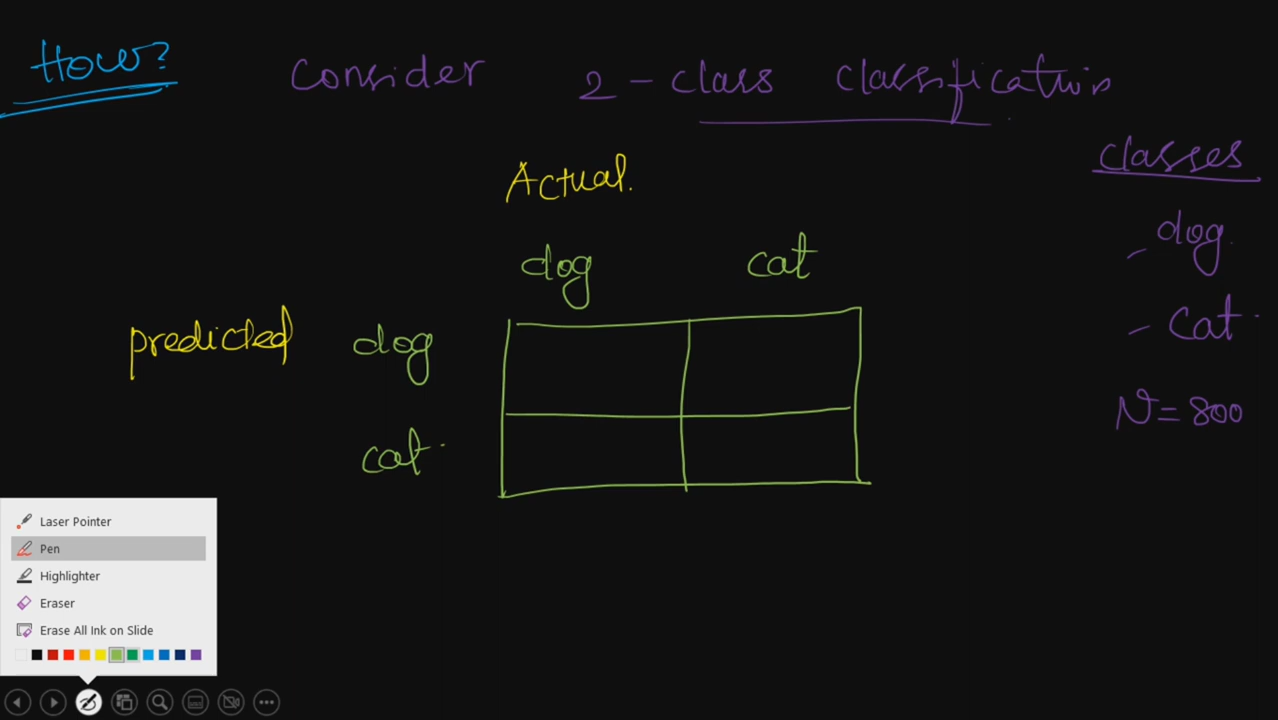 How?
Consider 2 - class classification
classes
Actual.
dog cat
- dog.
predicted dog
- cat.
N = 800
cat.
Laser Pointer
Pen
Highlighter
Eraser
Erase All Ink on Slide